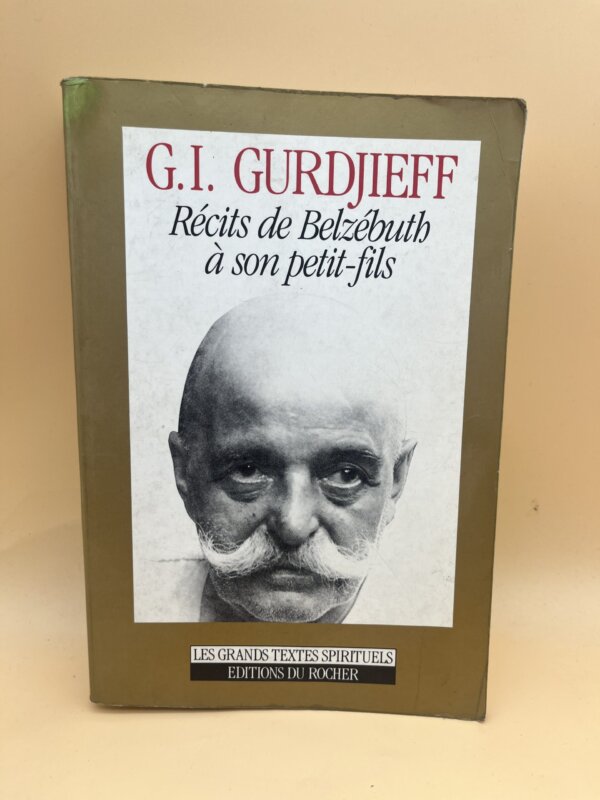 G.I. GURDJIEFF
Récits de Belzébuth
à son petit-fils
LES GRANDS TEXTES SPIRITUELS
EDITIONS DU ROCHER